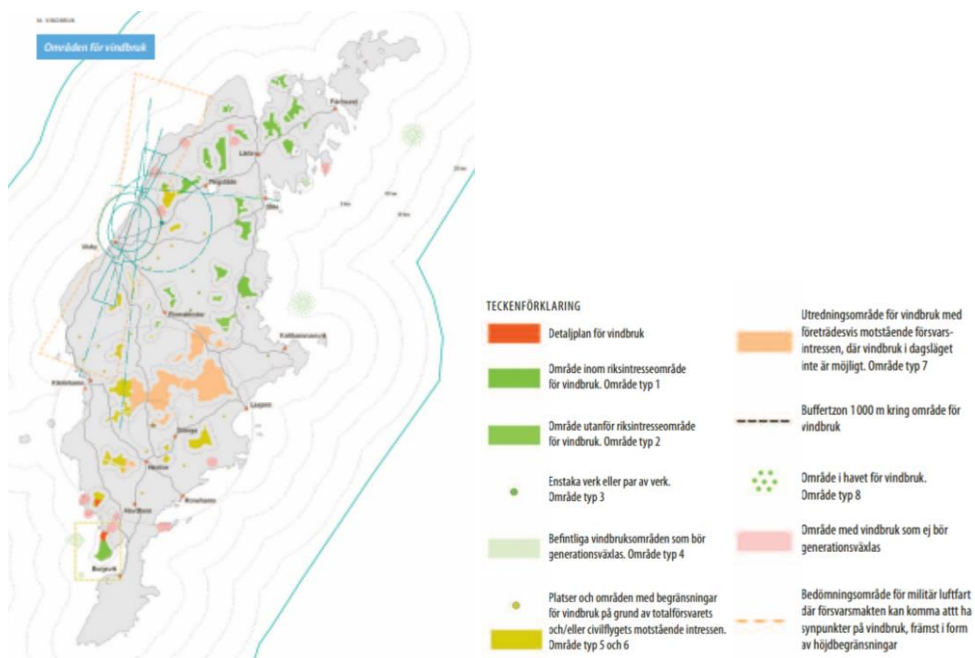 Områden för vindbruk
Fårösund
Lärbro
Tingstäde
Slite
Visby
Roma
Katthammarsvik
Klintehamn
Ljugarn
Stånga
Hemse
Ronehamn
Havdhem
Burgsvik
TECKENFÖRKLARING
Detaljplan för vindbruk
Område inom riksintresseområde
för vindbruk. Område typ 1
Område utanför riksintresseområde
för vindbruk. Område typ 2
Enstaka verk eller par av verk.
Område typ 3
Befintliga vindbruksområden som bör
generationsväxlas. Område typ 4
Platser och områden med begränsningar
för vindbruk på grund av totalförsvarets
och/eller civilflygets motstående intressen.
Område typ 5 och 6
Utredningsområde för vindbruk med
företrädesvis motstående försvars-
intressen, där vindbruk i dagsläget
inte är möjligt. Område typ 7
Buffertzon 1000 m kring område för
vindbruk
Område i havet för vindbruk.
Område typ 8
Område med vindbruk som ej bör
generationsväxlas
Bedömningsområde för militär luftfart
där försvarsmakten kan komma attt ha
synpunkter på vindbruk, främst i form
av höjdbegränsningar